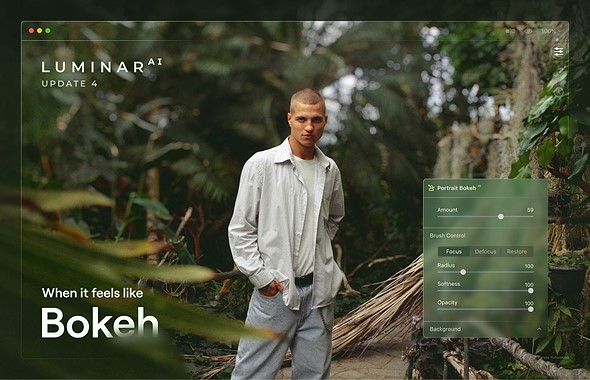 100%
LUMINAR AI
UPDATE 4
Portrait Bokeh AI
Amount 59
Brush Control
Focus Defocus Restore
Radius 100
Softness 100
Opacity 100
Background
When it feels like
Bokeh